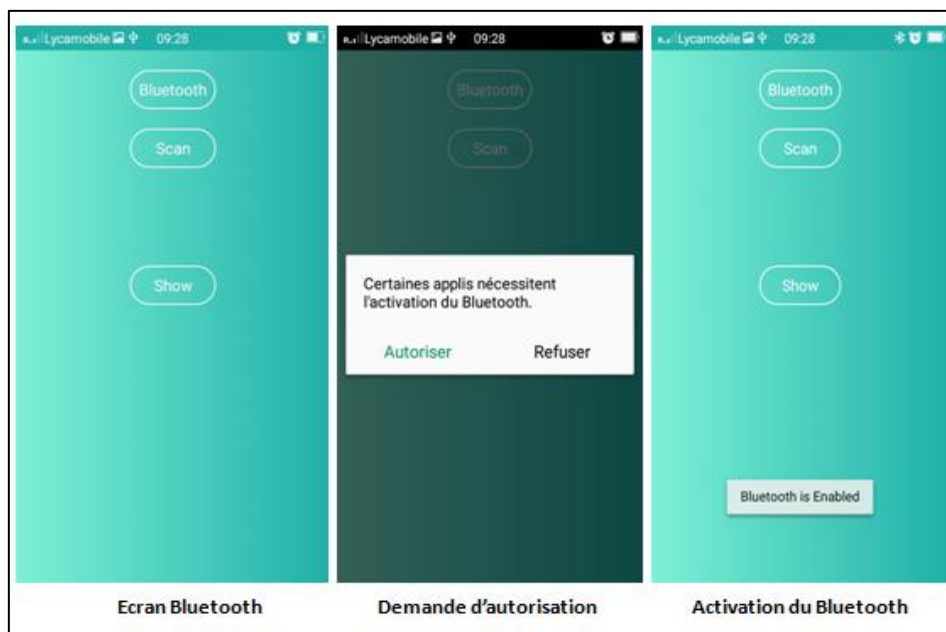 Lycamobile 09:28
Bluetooth
Scan
Show
Ecran Bluetooth
Lycamobile 09:28
Bluetooth
Scan
Certaines applis nécessitent
l'activation du Bluetooth.
Autoriser Refuser
Demande d’autorisation
Lycamobile 09:28
Bluetooth
Scan
Show
Bluetooth is Enabled
Activation du Bluetooth